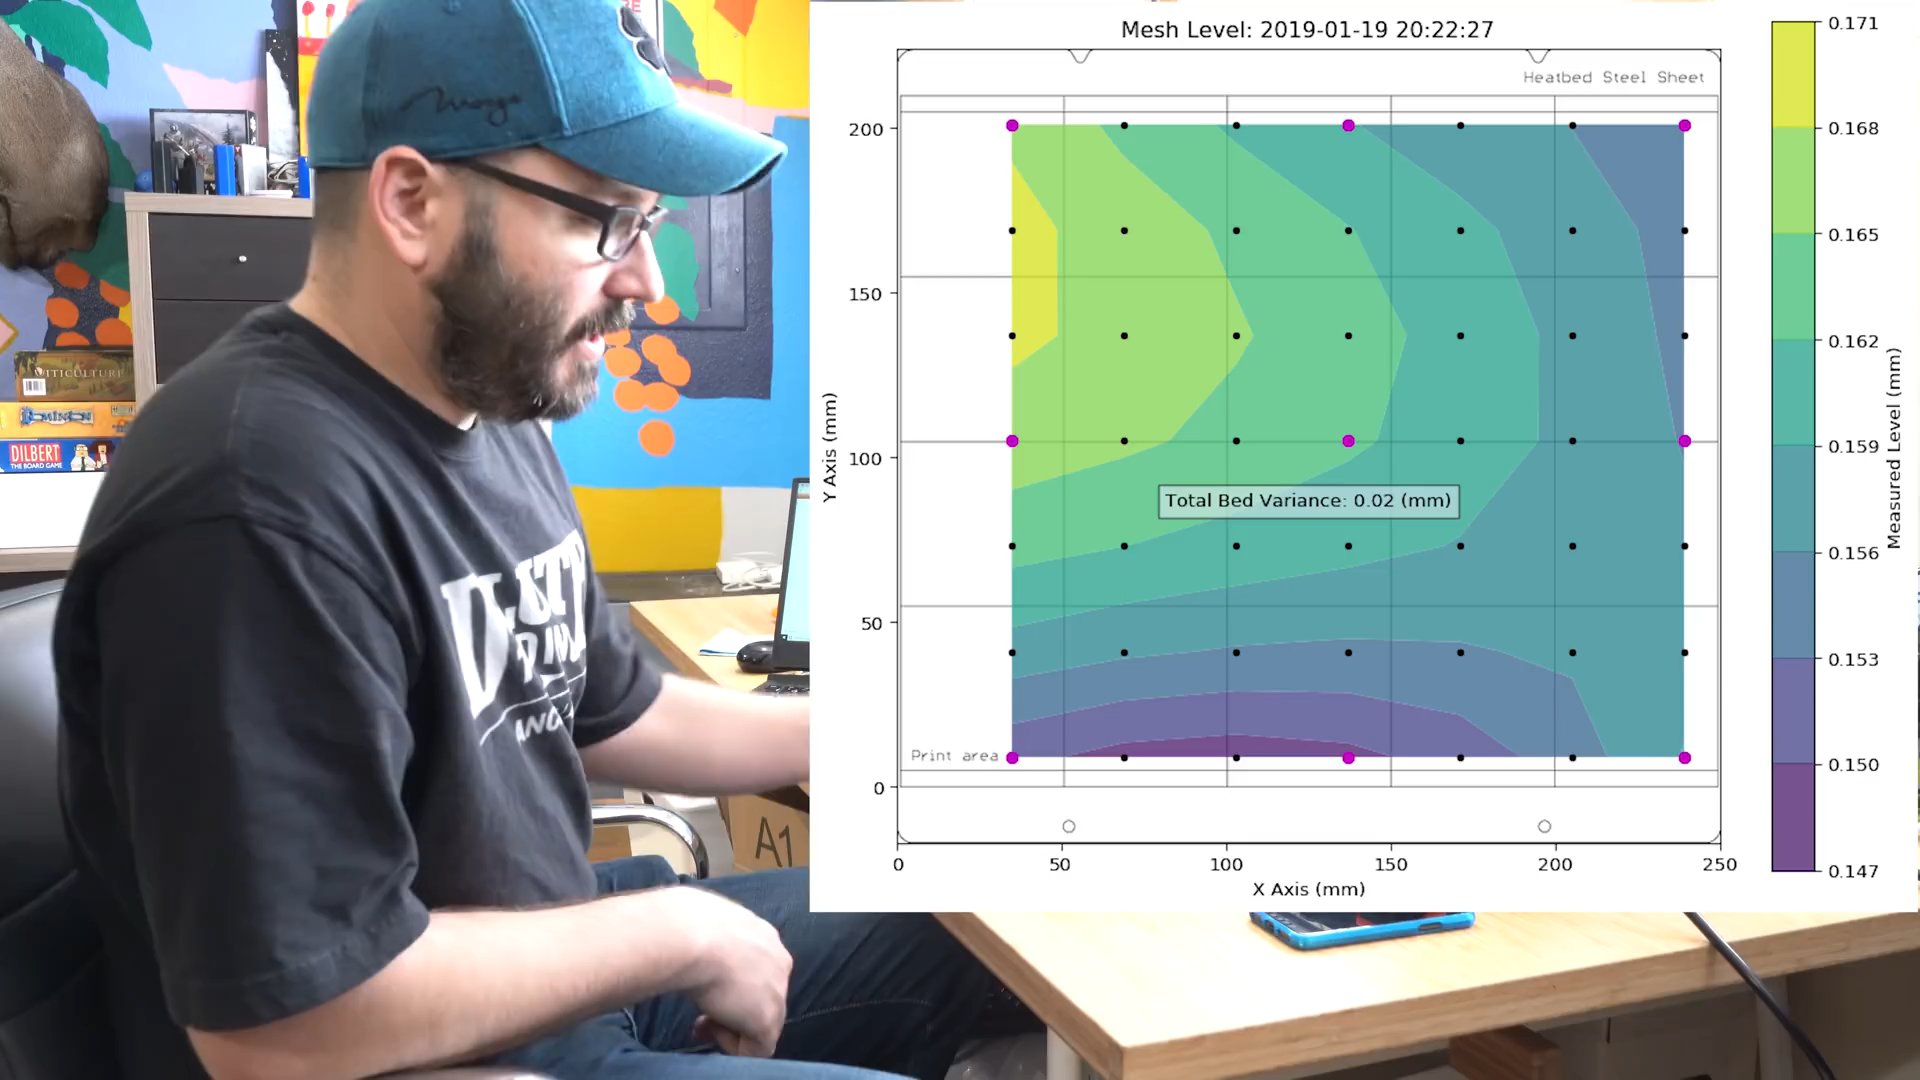 Mesh Level: 2019-01-19 20:22:27
Heatbed Steel Sheet
Total Bed Variance: 0.02 (mm)
Print area
Y Axis (mm)
200
150
100
50
0
0 50 100 150 200 250
X Axis (mm)
0.171
0.168
0.165
0.162
0.159
0.156
0.153
0.150
0.147
Measured Level (mm)
VITICULTURE
DOMINION
DILBERT
THE BOARD GAME
A1